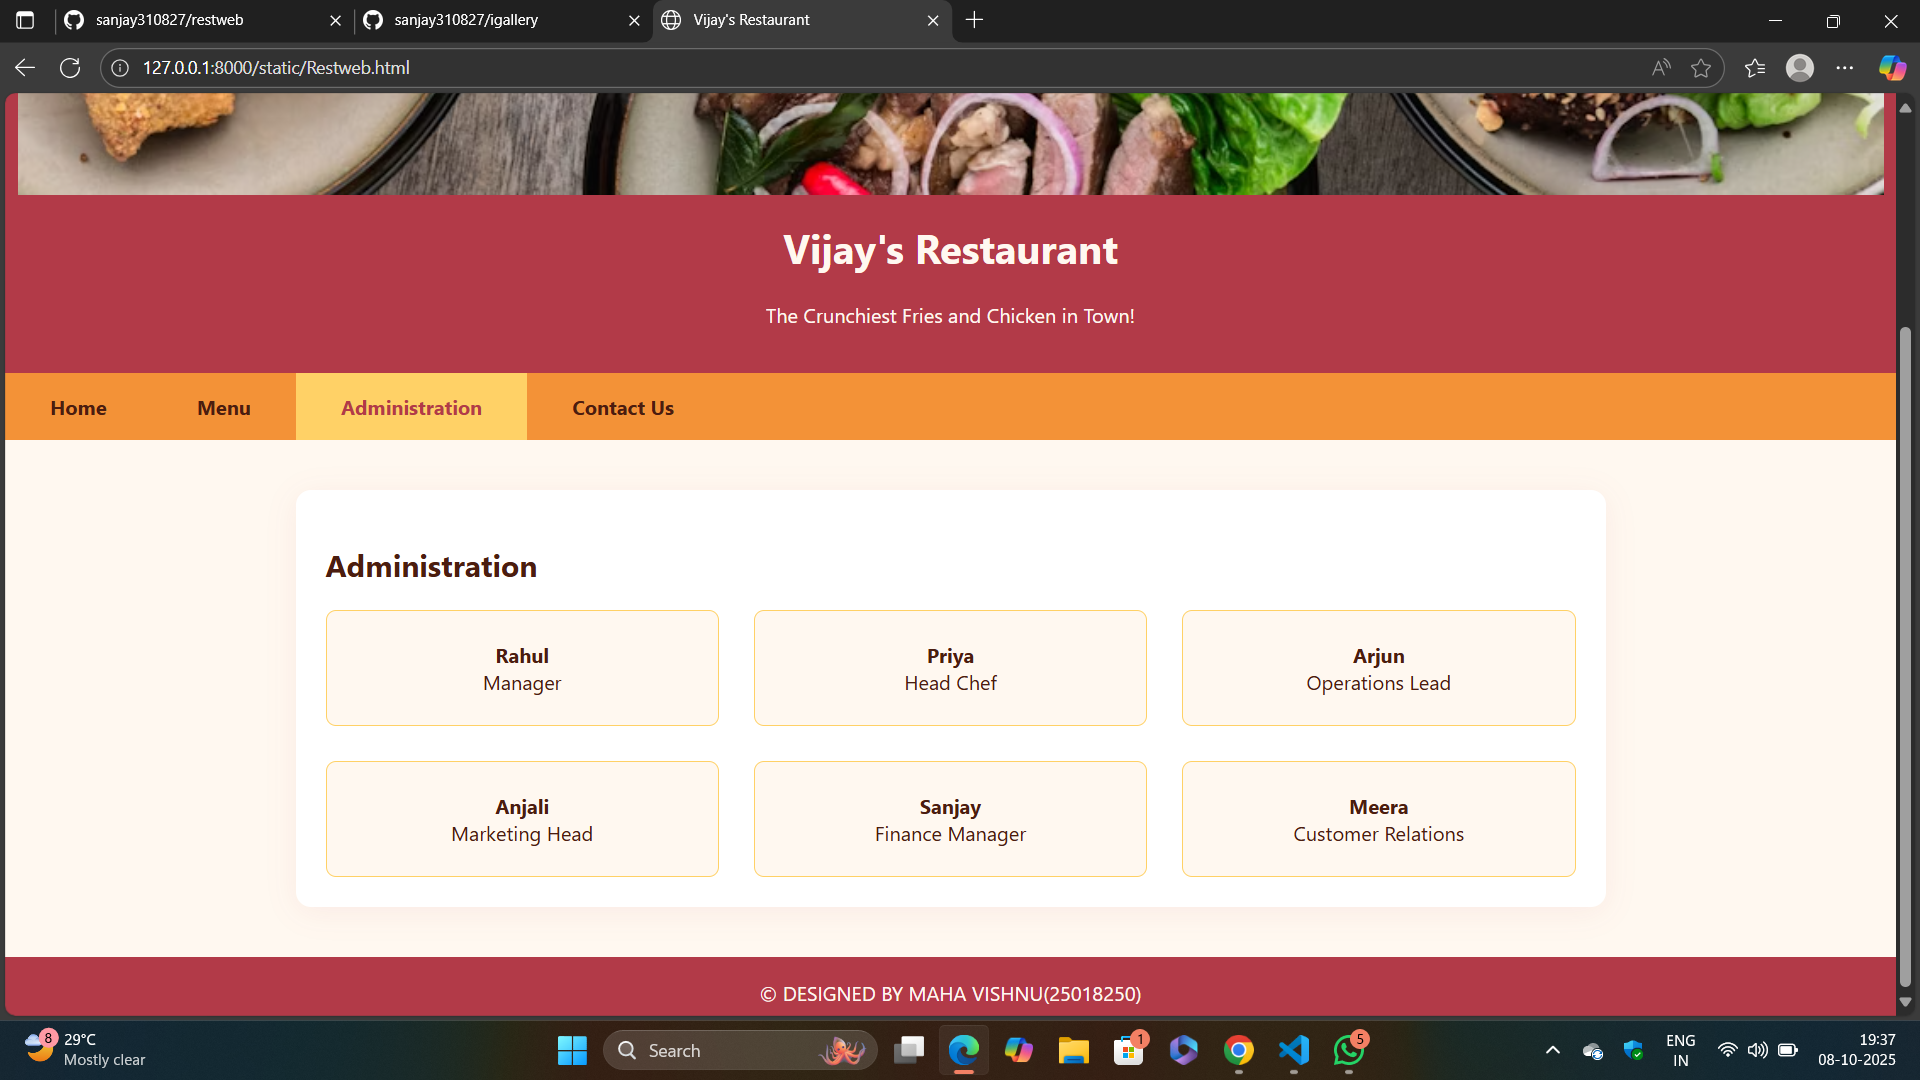 sanjay310827/restweb
sanjay310827/igallery
Vijay's Restaurant
127.0.0.1:8000/static/Restweb.html
Vijay's Restaurant
The Crunchiest Fries and Chicken in Town!
Home Menu Administration Contact Us
Administration
Rahul
Manager
Priya
Head Chef
Arjun
Operations Lead
Anjali
Marketing Head
Sanjay
Finance Manager
Meera
Customer Relations
© DESIGNED BY MAHA VISHNU(25018250)
8
29°C
Mostly clear
Search
1
5
ENG
IN
19:37
08-10-2025